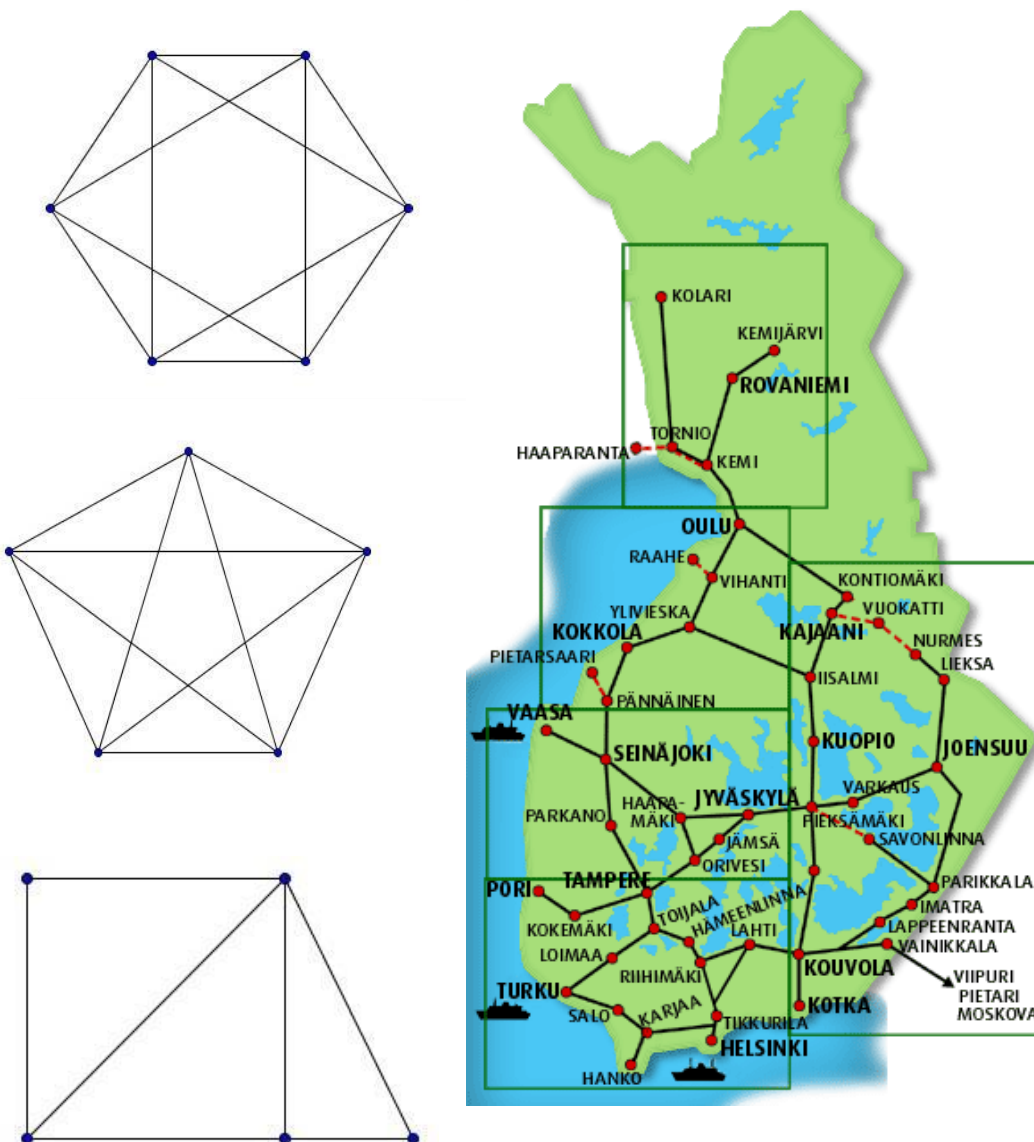 KOLARI
KEMIJÄRVI
ROVANIEMI
TORNIO
HAAPARANTA
KEMI
OULU
RAAHE
VIHANTI
KONTIOMÄKI
VUOKATTI
YLIVIESKA
KAJAANI
KOKKOLA
NURMES
PIETARSAARI
LIEKSA
IISALMI
PÄNNÄINEN
VAASA
KUOPIO
JOENSUU
SEINÄJOKI
VARKAUS
JYVÄSKYLÄ
HAAPA-
MÄKI
PIEKSÄMÄKI
PARKANO
JÄMSÄ
SAVONLINNA
ORIVESI
TAMPERE
PORI
PARIKKALA
HÄMEENLINNA
TOIJALA
IMATRA
KOKEMÄKI
LAHTI
LAPPEENRANTA
LOIMAA
VAINIKKALA
RIIHIMÄKI
KOUVOLA
VIIPURI
PIETARI
MOSKOVA
TURKU
KOTKA
SALO
KARJAA
TIKKURILA
HELSINKI
HANKO